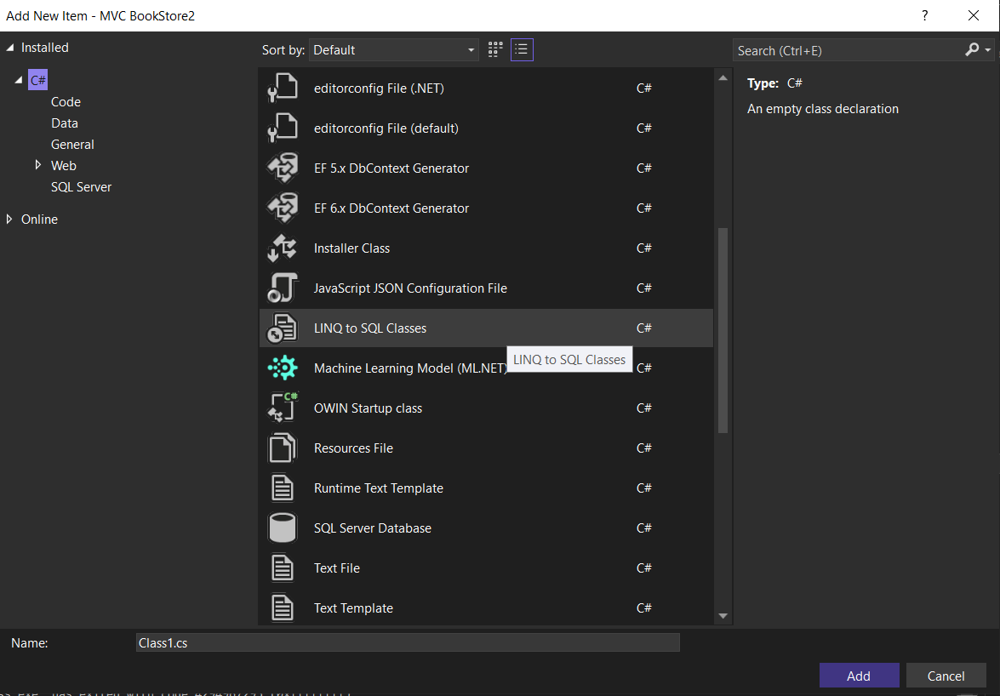 Add New Item - MVC BookStore2
?
Installed
C#
Code
Data
General
Web
SQL Server
Online
Sort by: Default
editorconfig File (.NET) C#
editorconfig File (default) C#
EF 5.x DbContext Generator C#
EF 6.x DbContext Generator C#
Installer Class C#
JavaScript JSON Configuration File C#
LINQ to SQL Classes C#
LINQ to SQL Classes
Machine Learning Model (ML.NET) C#
C#
OWIN Startup class C#
Resources File C#
Runtime Text Template C#
SQL Server Database C#
Text File C#
Text Template C#
Search (Ctrl+E)
Type: C#
An empty class declaration
Name: Class1.cs
Add Cancel